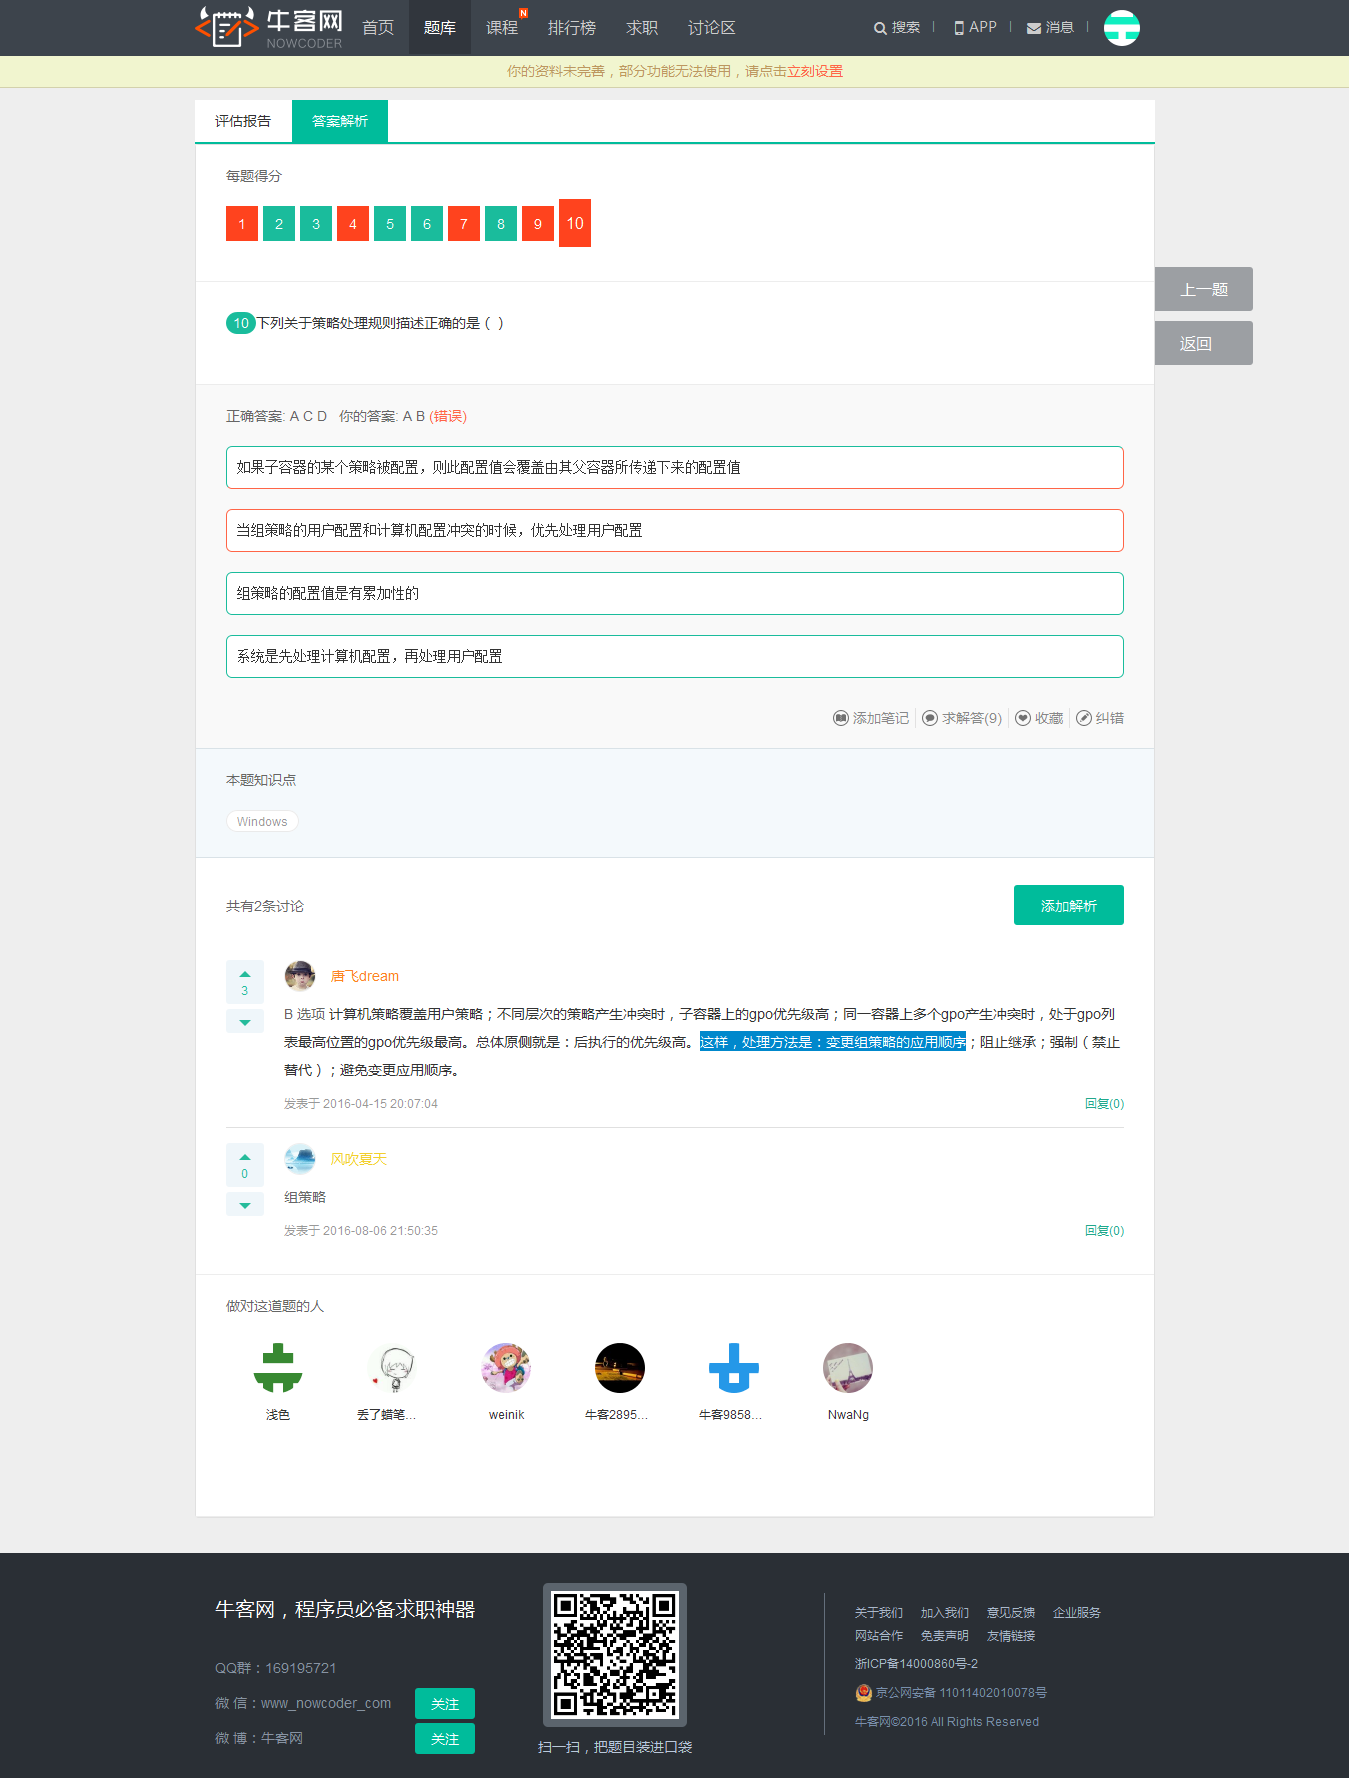 牛客网
NOWCODER
首页 题库 课程 N 排行榜 求职 讨论区 搜索 APP 消息
你的资料未完善，部分功能无法使用，请点击立刻设置
评估报告 答案解析
每题得分
1 2 3 4 5 6 7 8 9 10
上一题
10 下列关于策略处理规则描述正确的是（ ）
返回
正确答案: A C D 你的答案: A B (错误)
如果子容器的某个策略被配置，则此配置值会覆盖由其父容器所传递下来的配置值
当组策略的用户配置和计算机配置冲突的时候，优先处理用户配置
组策略的配置值是有累加性的
系统是先处理计算机配置，再处理用户配置
添加笔记 求解答(9) 收藏 纠错
本题知识点
Windows
共有2条讨论 添加解析
3
唐飞dream
B 选项 计算机策略覆盖用户策略；不同层次的策略产生冲突时，子容器上的gpo优先级高；同一容器上多个gpo产生冲突时，处于gpo列
表最高位置的gpo优先级最高。总体原侧就是：后执行的优先级高。这样，处理方法是：变更组策略的应用顺序；阻止继承；强制（禁止
替代）；避免变更应用顺序。
发表于 2016-04-15 20:07:04 回复(0)
0
风吹夏天
组策略
发表于 2016-08-06 21:50:35 回复(0)
做对这道题的人
浅色 丢了蜡笔... weinik 牛客2895... 牛客9858... NwaNg
牛客网，程序员必备求职神器
QQ群：169195721
微 信：www_nowcoder_com 关注
微 博：牛客网 关注
扫一扫，把题目装进口袋
关于我们 加入我们 意见反馈 企业服务
网站合作 免责声明 友情链接
浙ICP备14000860号-2
京公网安备 11011402010078号
牛客网©2016 All Rights Reserved